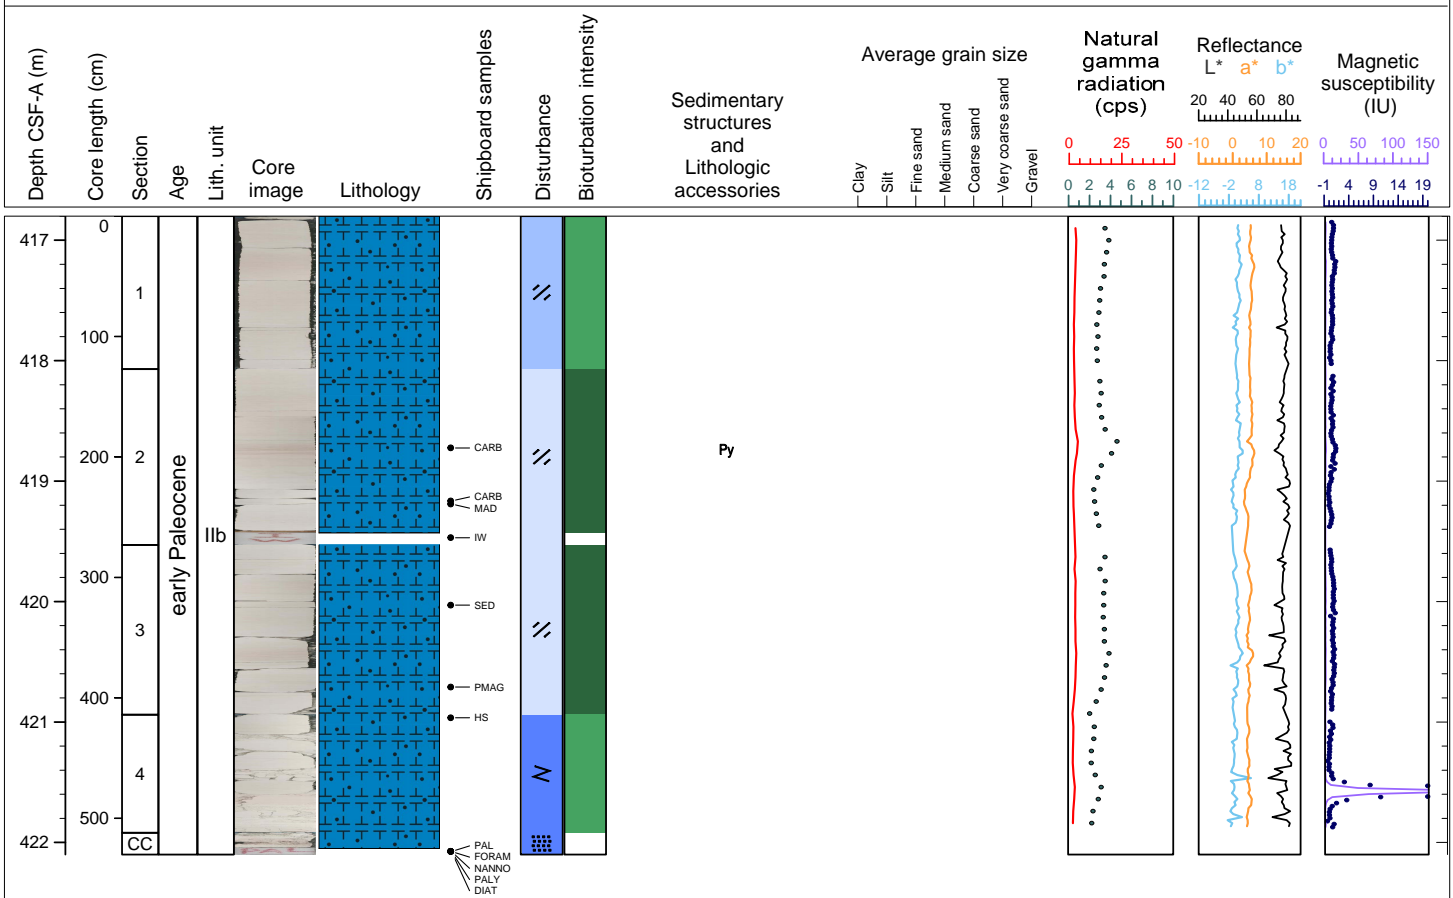 Depth CSF-A (m)
Core length (cm)
Section
Age
Lith. unit
Core
image
Lithology
Shipboard samples
Disturbance
Bioturbation intensity
Sedimentary
structures
and
Lithologic
accessories
Average grain size
Clay
Silt
Fine sand
Medium sand
Coarse sand
Very coarse sand
Gravel
Natural
gamma
radiation
(cps)
0 25 50
0 2 4 6 8 10
Reflectance
L* a* b*
20 40 60 80
-10 0 10 20
-12 -2 8 18
Magnetic
susceptibility
(IU)
0 50 100 150
-1 4 9 14 19
417
418
419
420
421
422
0
100
200
300
400
500
1
2
3
4
CC
early Paleocene
IIb
CARB
CARB
MAD
IW
SED
PMAG
HS
PAL
FORAM
NANNO
PALY
DIAT
Py